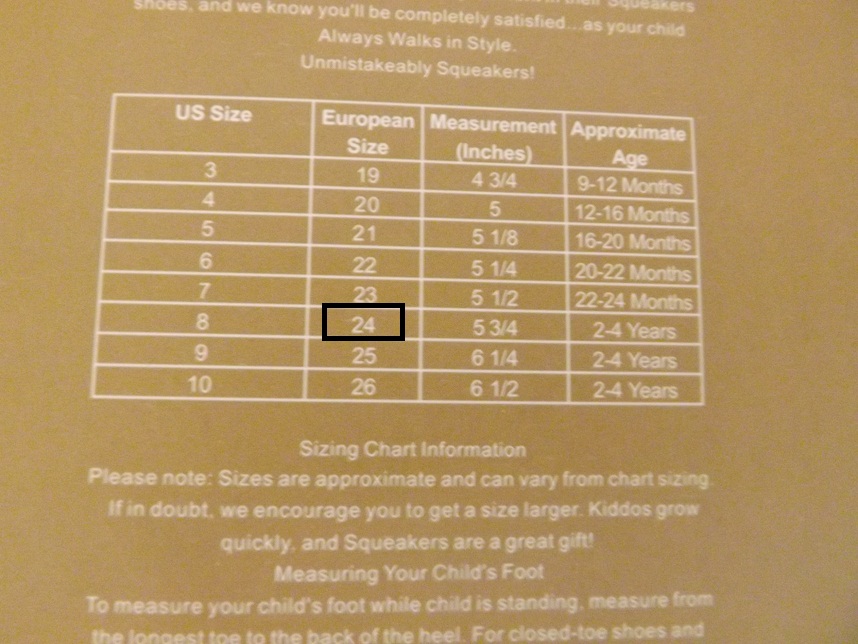 shoes, and we know you'll be completely satisfied...as your child
Always Walks in Style.
Unmistakeably Squeakers!
US Size European Size Measurement (Inches) Approximate Age
3 19 4 3/4 9-12 Months
4 20 5 12-16 Months
5 21 5 1/8 16-20 Months
6 22 5 1/4 20-22 Months
7 23 5 1/2 22-24 Months
8 24 5 3/4 2-4 Years
9 25 6 1/4 2-4 Years
10 26 6 1/2 2-4 Years
Sizing Chart Information
Please note: Sizes are approximate and can vary from chart sizing.
If in doubt, we encourage you to get a size larger. Kiddos grow
quickly, and Squeakers are a great gift!
Measuring Your Child's Foot
To measure your child's foot while child is standing, measure from
the longest toe to the back of the heel. For closed-toe shoes and